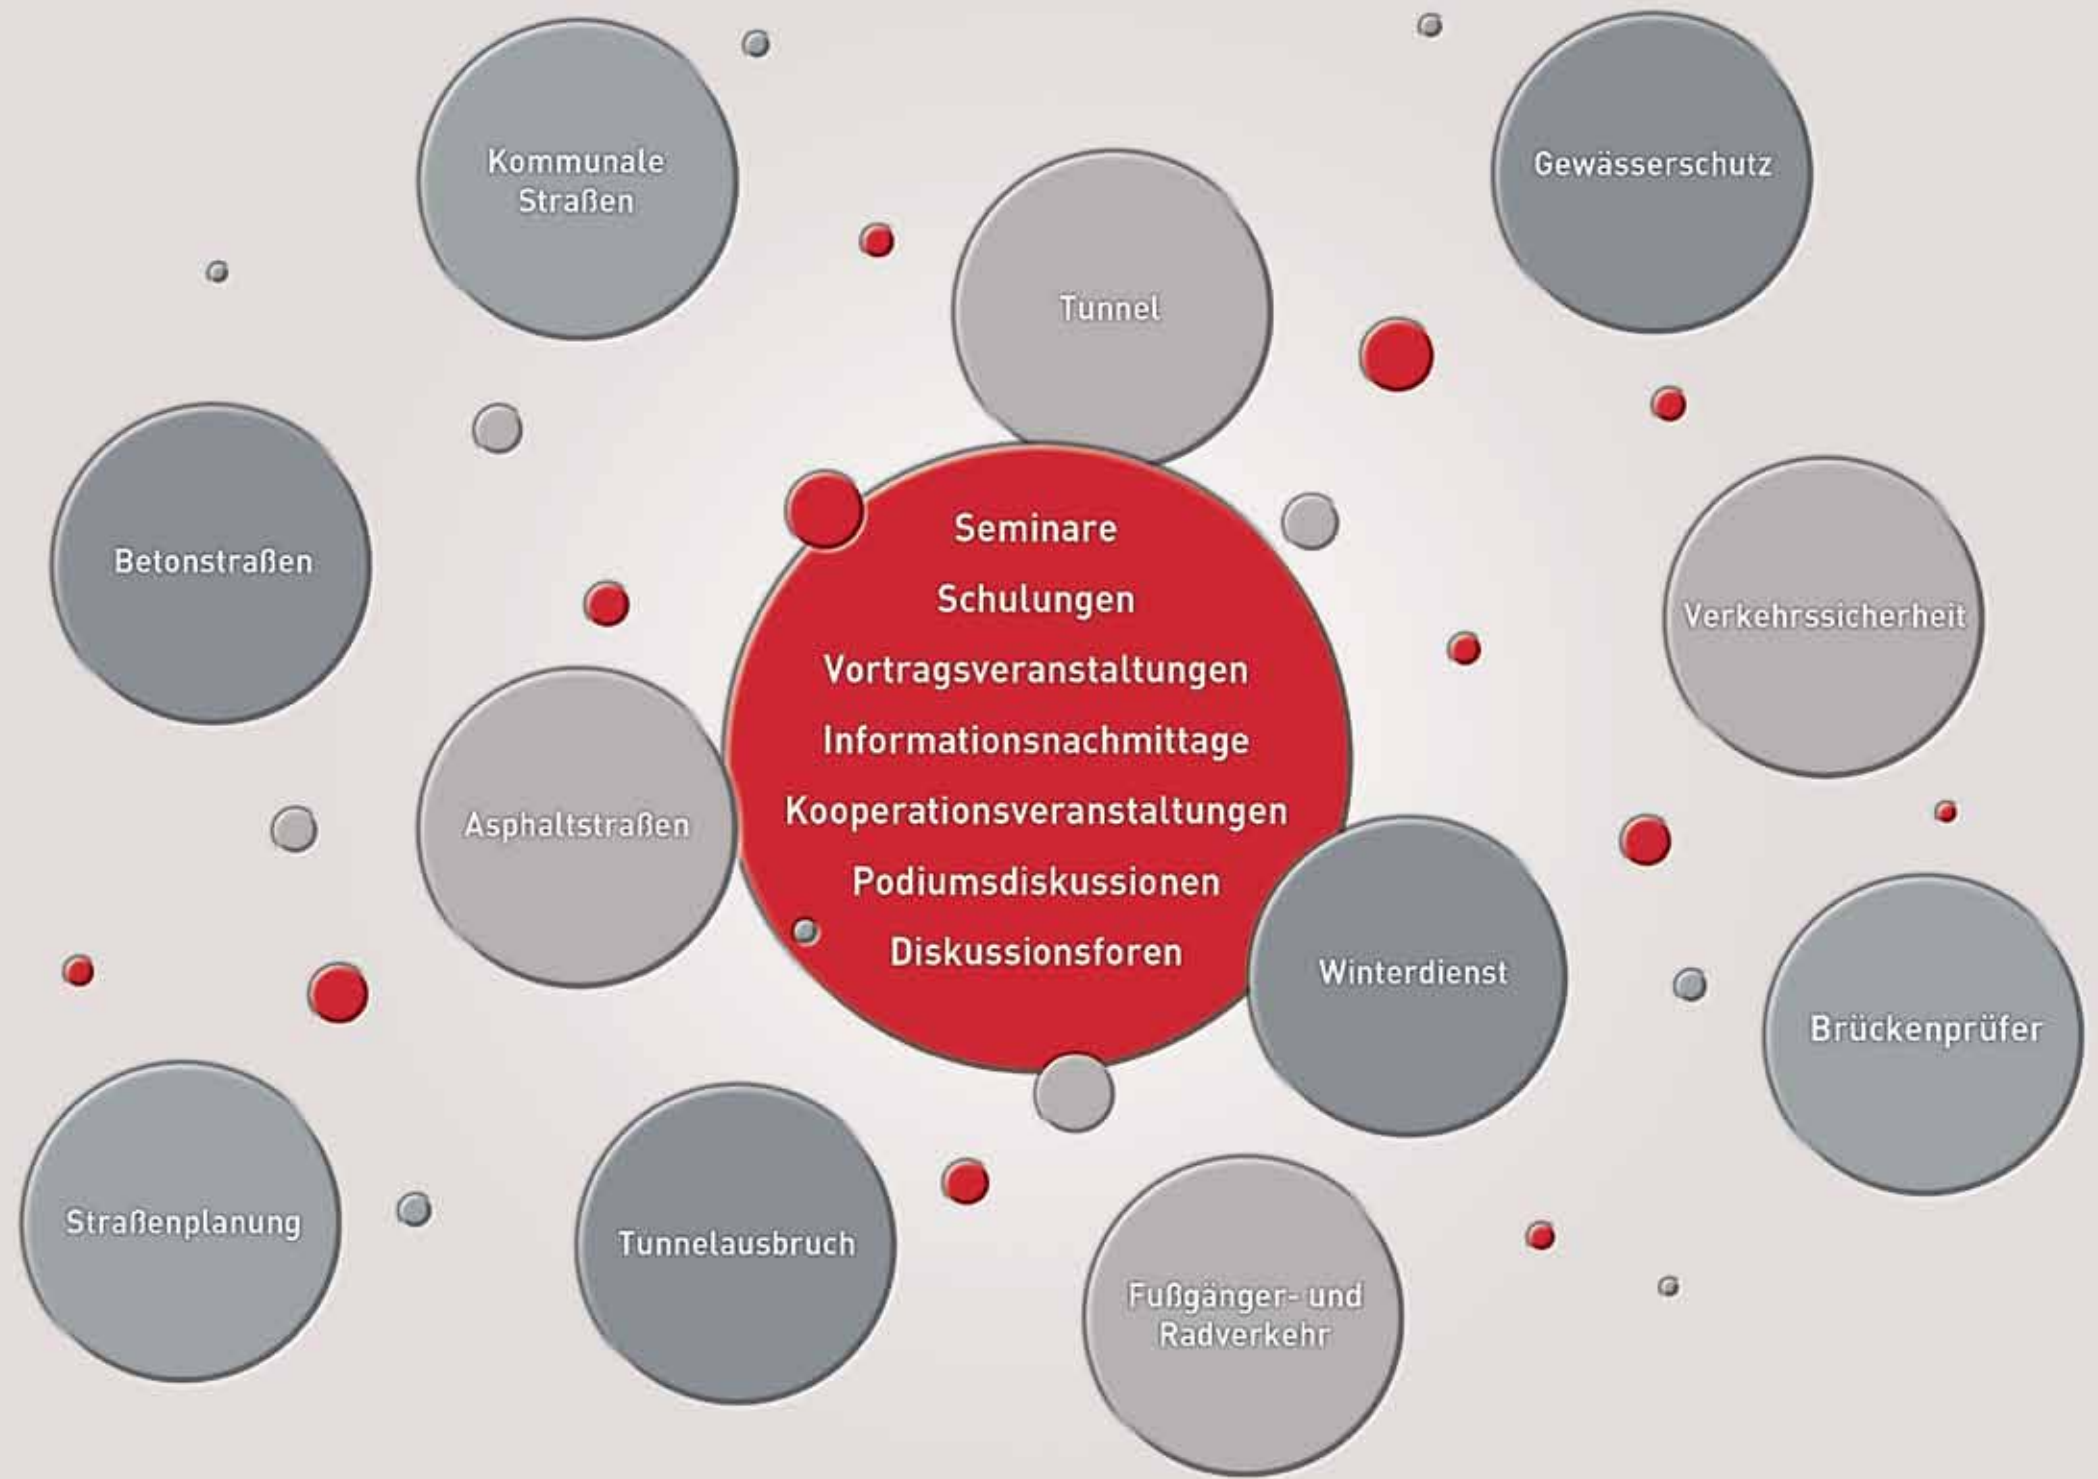 Kommunale
Straßen
Gewässerschutz
Tunnel
Betonstraßen
Seminare
Schulungen
Vortragsveranstaltungen
Informationsnachmittage
Kooperationsveranstaltungen
Podiumsdiskussionen
Diskussionsforen
Verkehrssicherheit
Asphaltstraßen
Winterdienst
Brückenprüfer
Straßenplanung
Tunnelausbruch
Fußgänger- und
Radverkehr